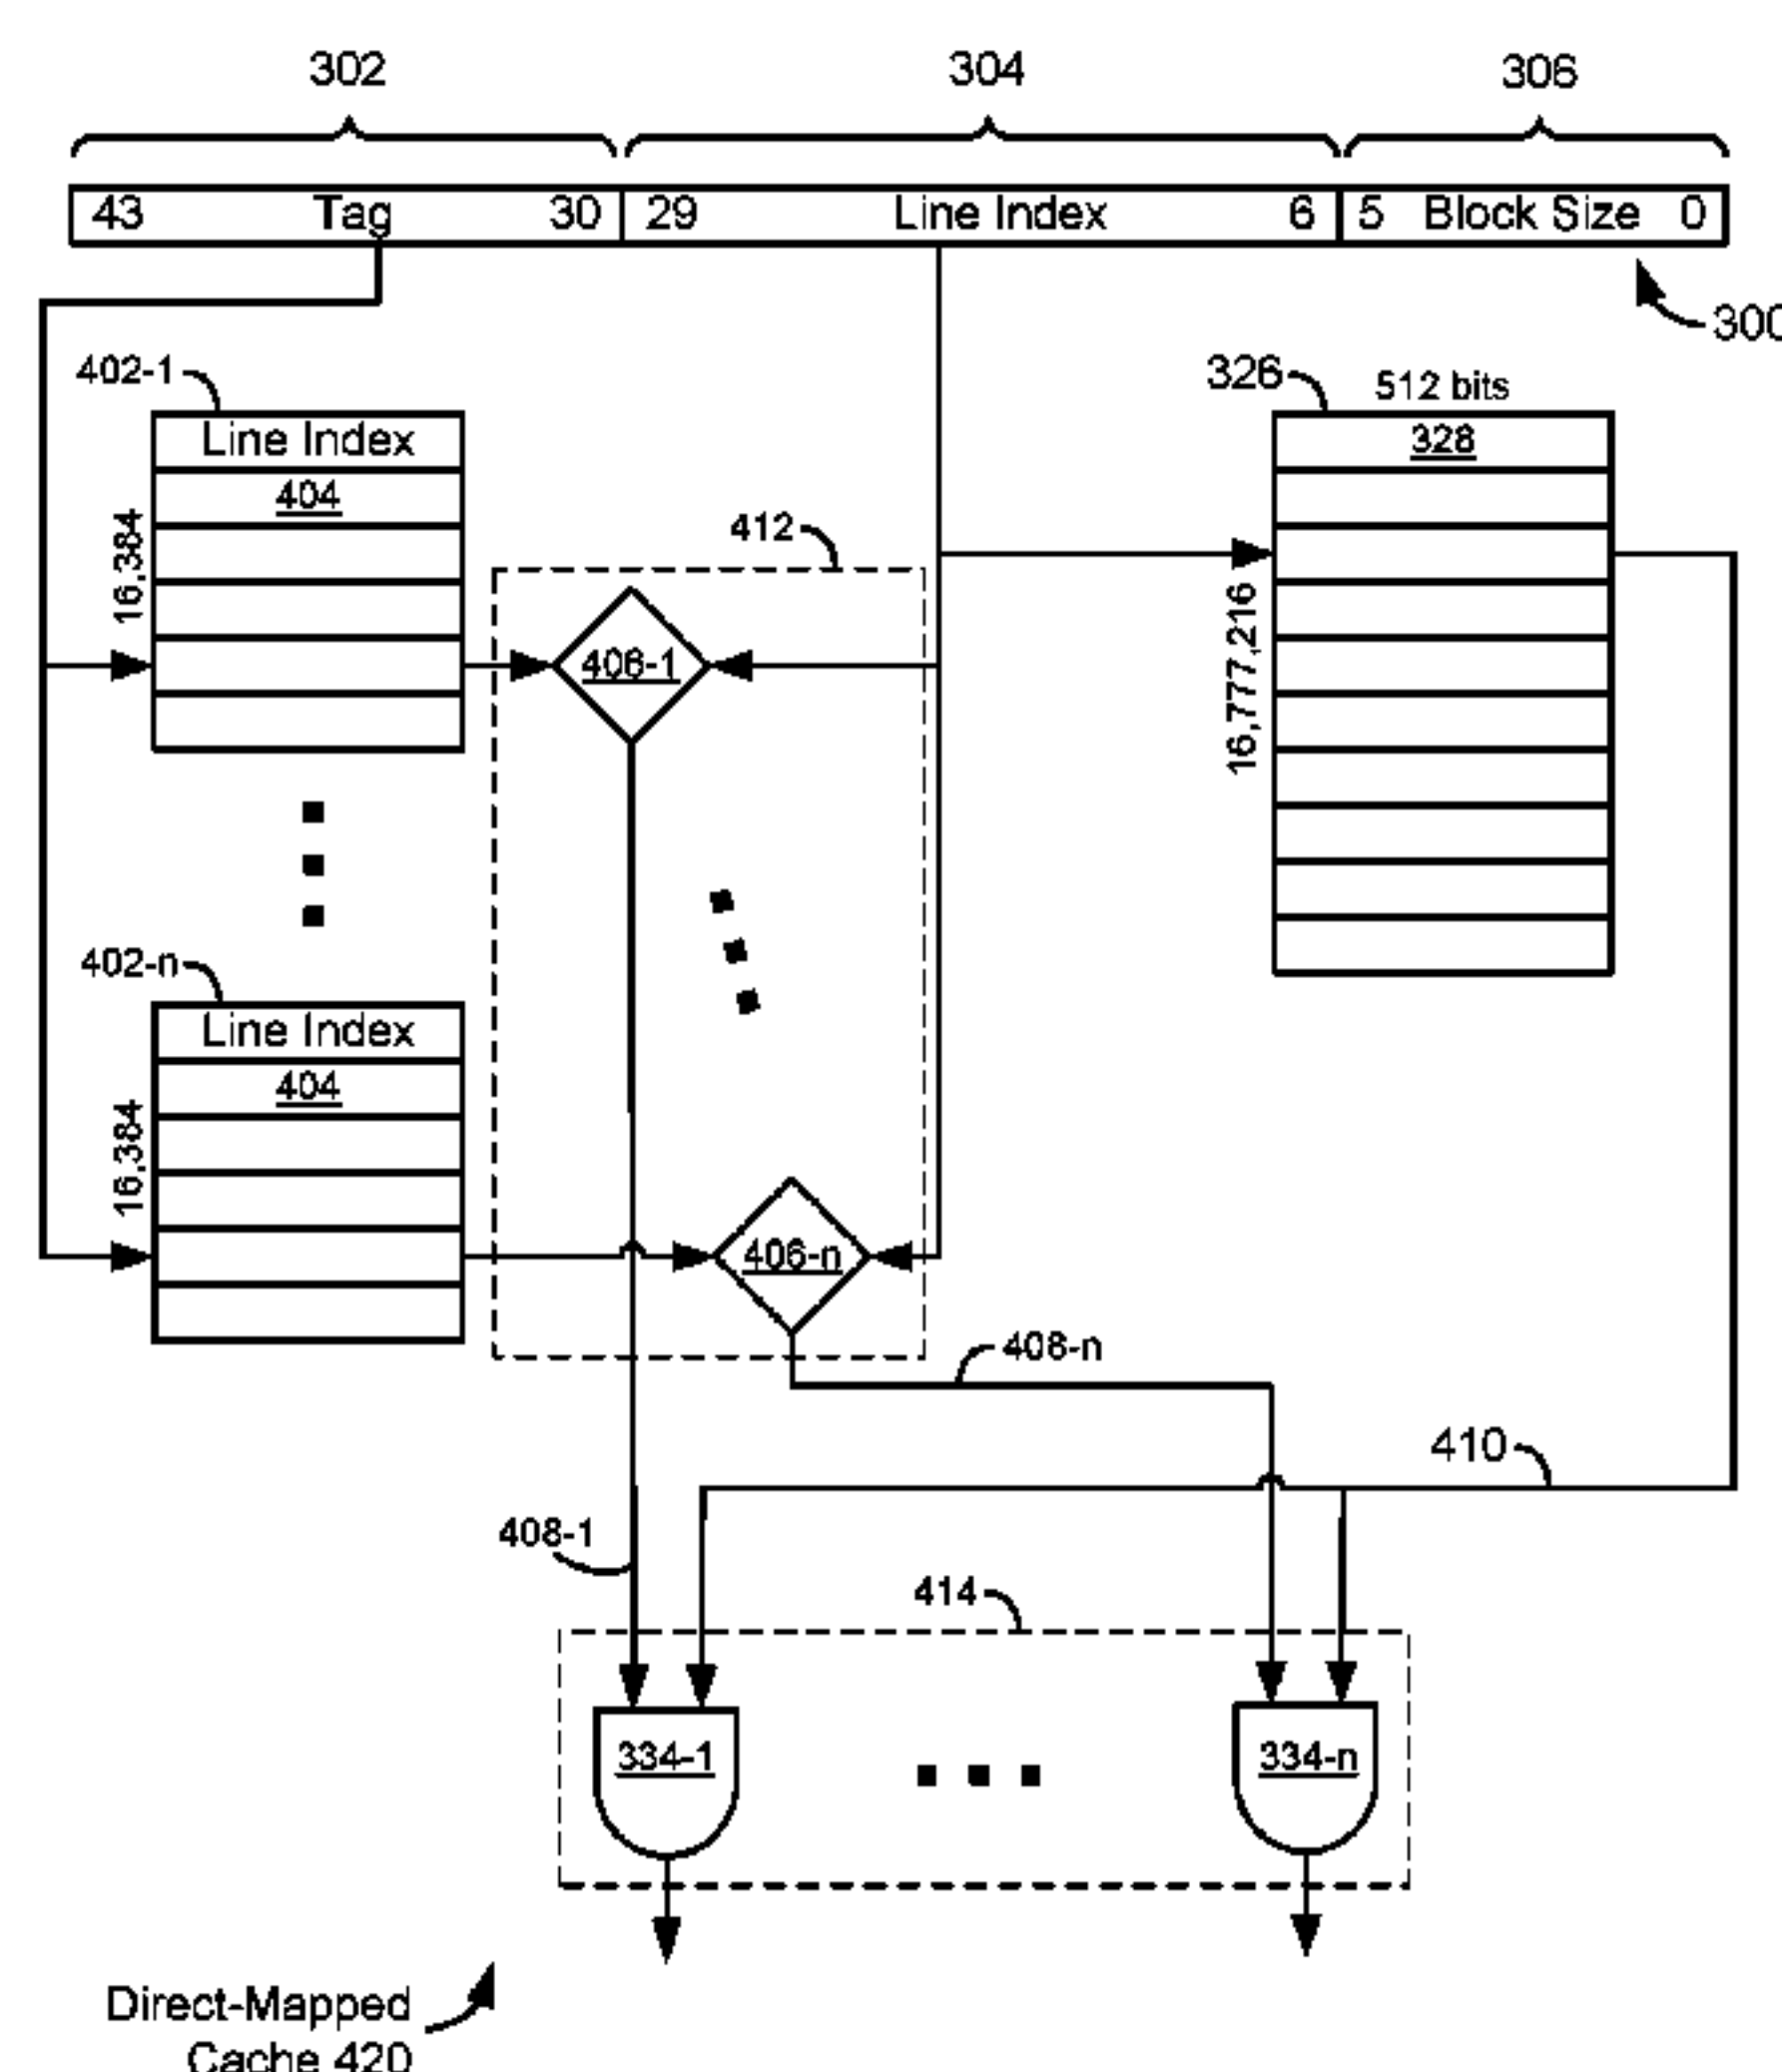 302 304 306
43 Tag 30 29 Line Index 6 5 Block Size 0
300
402-1
326 512 bits
Line Index
328
404
16,384
412
16,777,216
406-1
402-n
Line Index
404
16,384
406-n
408-n
410
408-1
414
334-1
334-n
Direct-Mapped
Cache 420